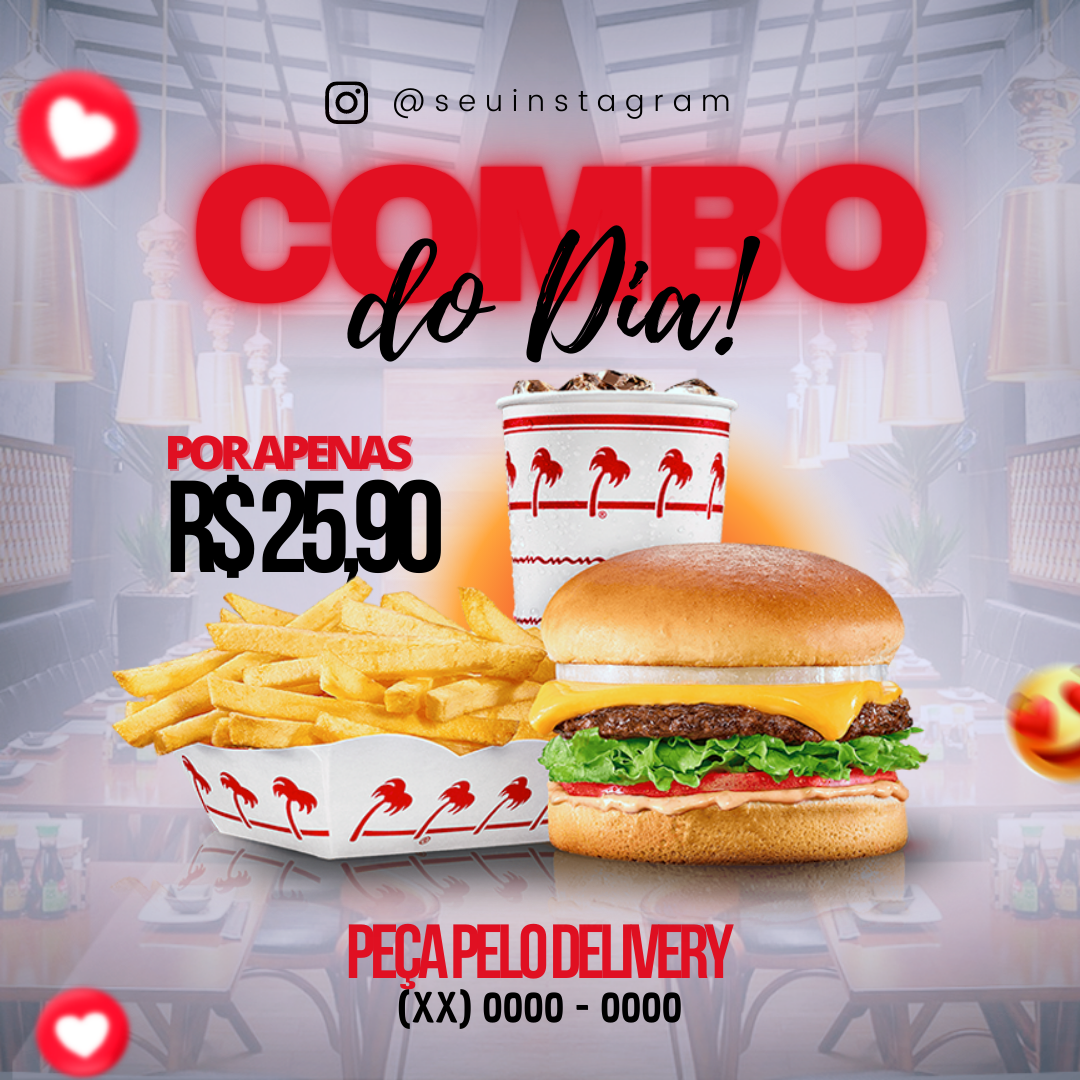 @seuinstagram
COMBO
do Dia!
POR APENAS
R$ 25,90
PEÇA PELO DELIVERY
(XX) 0000 - 0000